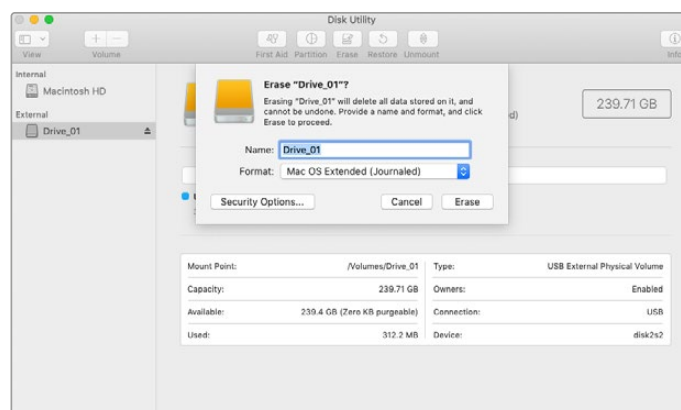 Disk Utility
View
Volume
First Aid Partition Erase Restore Unmount
Info
Internal
Macintosh HD
External
Drive_01
Erase "Drive_01"?
Erasing "Drive_01" will delete all data stored on it, and
cannot be undone. Provide a name and format, and click
Erase to proceed.
Name: Drive_01
Format: Mac OS Extended (Journaled)
Security Options... Cancel Erase
d)
239.71 GB
Mount Point: /Volumes/Drive_01 Type: USB External Physical Volume
Capacity: 239.71 GB Owners: Enabled
Available: 239.4 GB (Zero KB purgeable) Connection: USB
Used: 312.2 MB Device: disk2s2